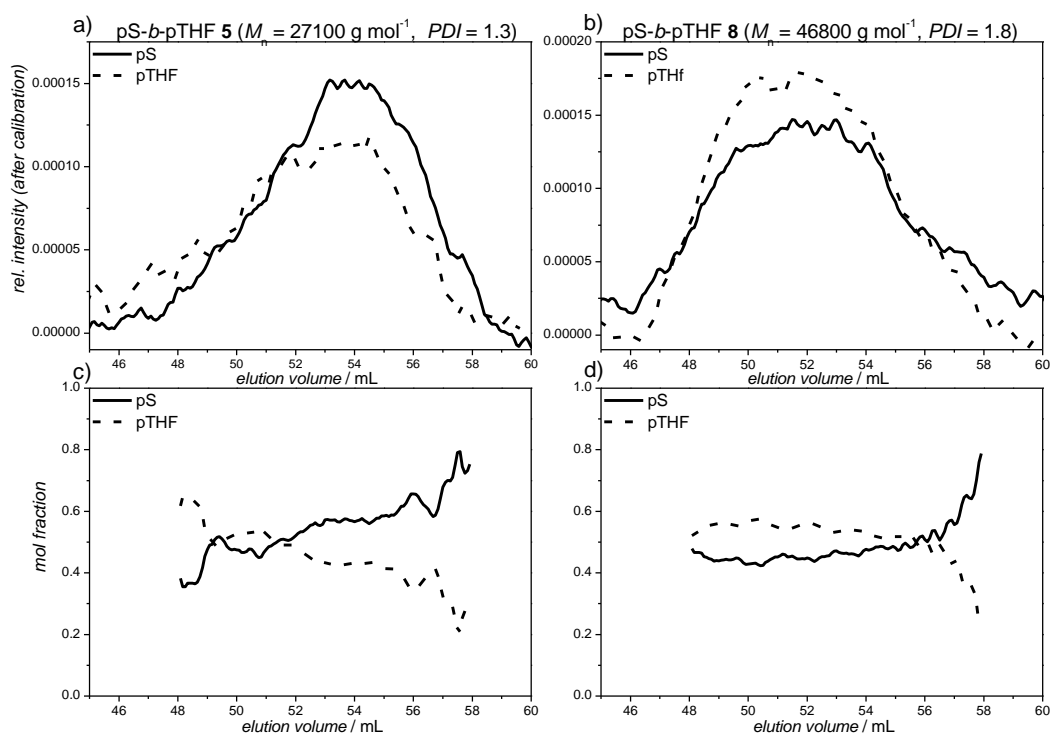 a) pS-b-pTHF 5 (Mn = 27100 g mol-1, PDI = 1.3)
pS
pTHF
0.00015
0.00010
0.00005
0.00000
rel. intensity (after calibration)
46 48 50 52 54 56 58 60
elution volume / mL
b) pS-b-pTHF 8 (Mn = 46800 g mol-1, PDI = 1.8)
pS
pTHf
0.00020
0.00015
0.00010
0.00005
0.00000
46 48 50 52 54 56 58 60
elution volume / mL
c)
pS
pTHF
1.0
0.8
0.6
0.4
0.2
0.0
mol fraction
46 48 50 52 54 56 58 60
elution volume / mL
d)
pS
pTHF
1.0
0.8
0.6
0.4
0.2
0.0
46 48 50 52 54 56 58 60
elution volume / mL